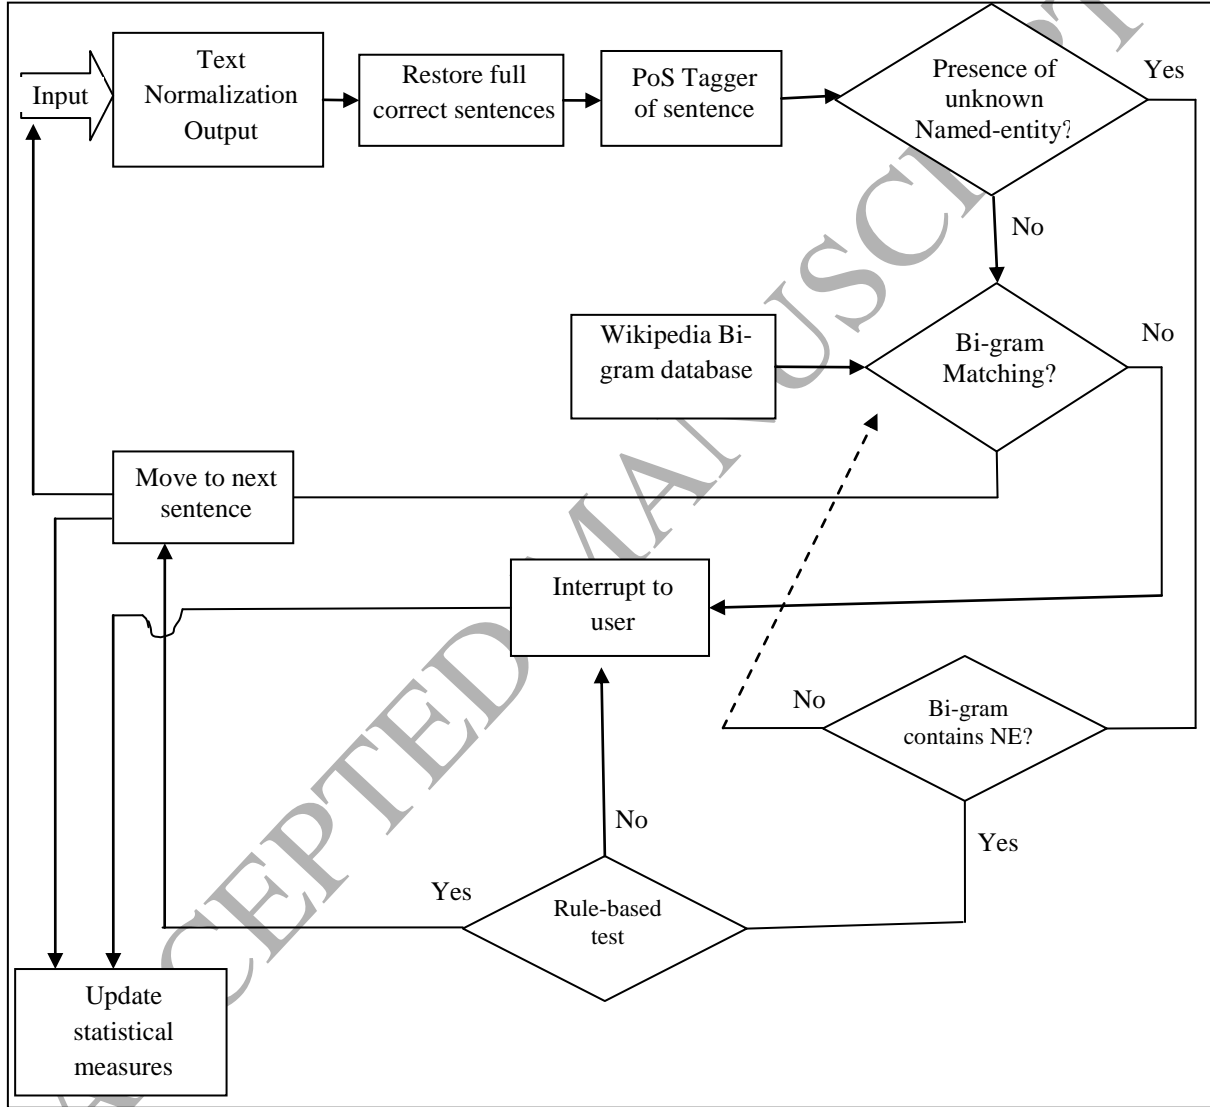 Input
Text
Normalization
Output
Restore full
correct sentences
PoS Tagger
of sentence
Presence of
unknown
Named-entity?
Yes
No
Wikipedia Bi-
gram database
Bi-gram
Matching?
No
Move to next
sentence
Interrupt to
user
No
Bi-gram
contains NE?
No
Yes
Yes
Rule-based
test
Update
statistical
measures
CEPTED MANUSCRIPT